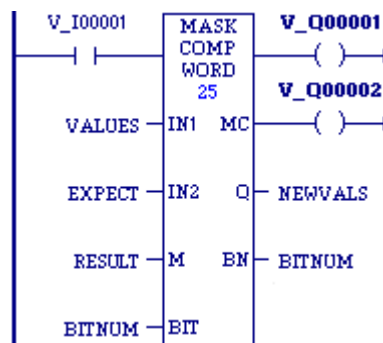 V_I00001
MASK
COMP
WORD
25
V_Q00001
V_Q00002
VALUES IN1 MC
EXPECT IN2 Q NEWVALS
RESULT M BN BITNUM
BITNUM BIT